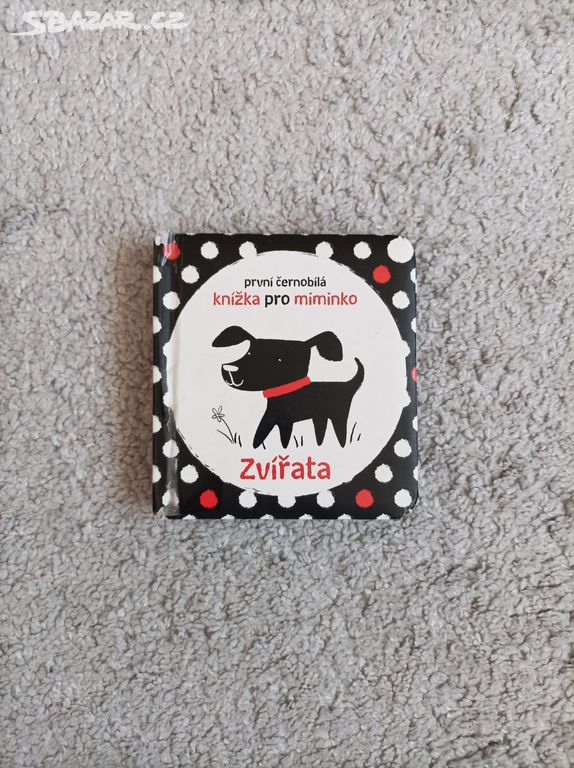 SBAZAR.CZ
první černobílá
knížka pro miminko
Zvířata